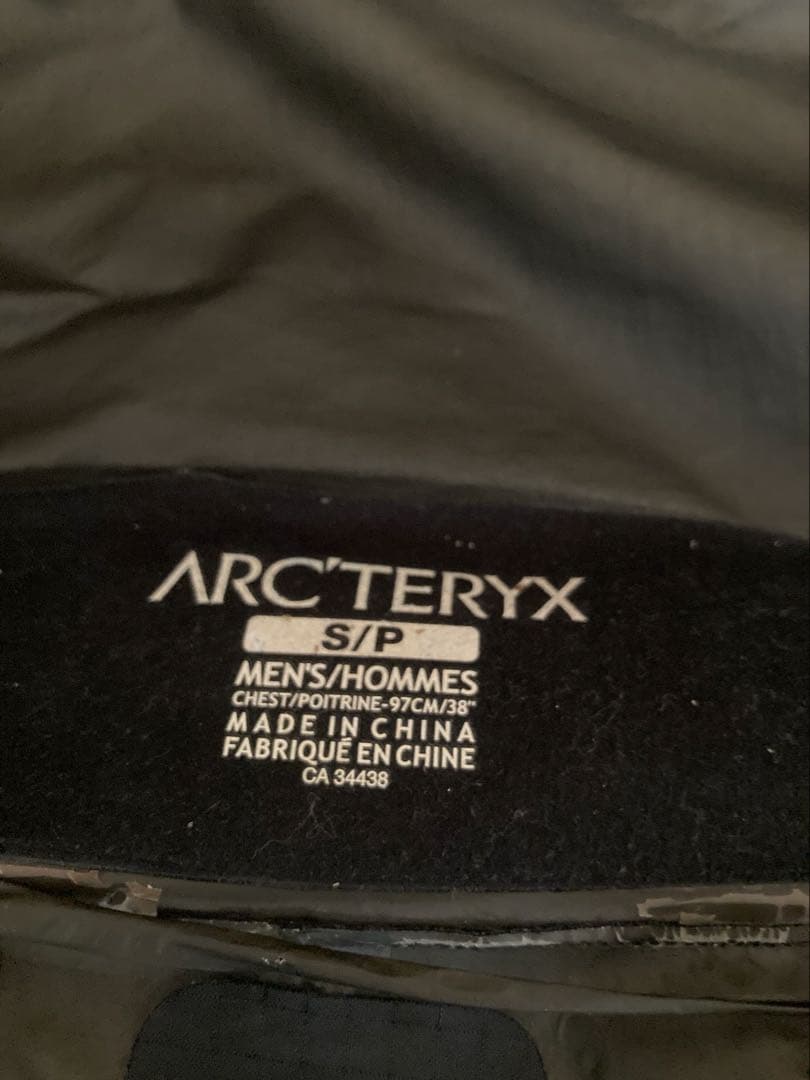 ARC'TERYX
S/P
MEN'S/HOMMES
CHEST/POITRINE-97CM/38"
MADE IN CHINA
FABRIQUÉ EN CHINE
CA 34438